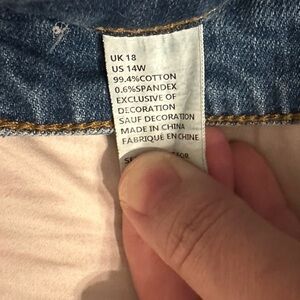 UK 18
US 14W
99.4%COTTON
0.6%SPANDEX
EXCLUSIVE OF
DECORATION
SAUF DECORATION
MADE IN CHINA
FABRIQUÉ EN CHINE